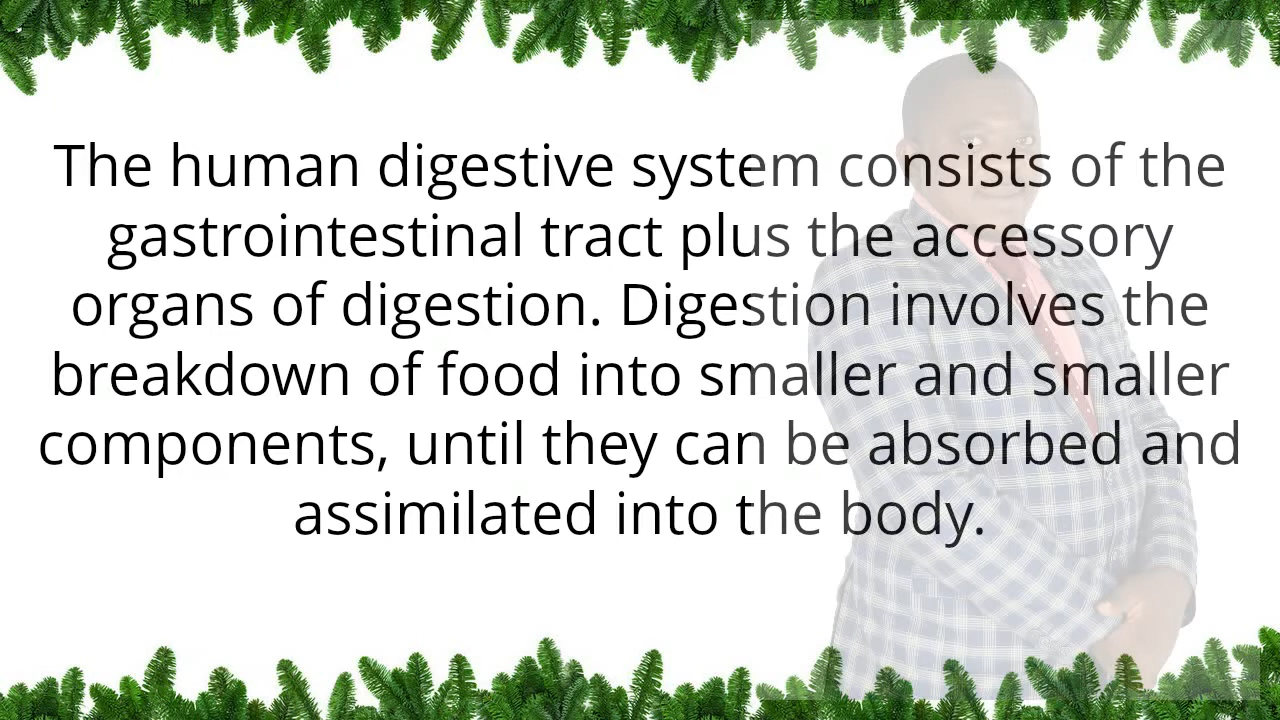 The human digestive system consists of the
gastrointestinal tract plus the accessory
organs of digestion. Digestion involves the
breakdown of food into smaller and smaller
components, until they can be absorbed and
assimilated into the body.